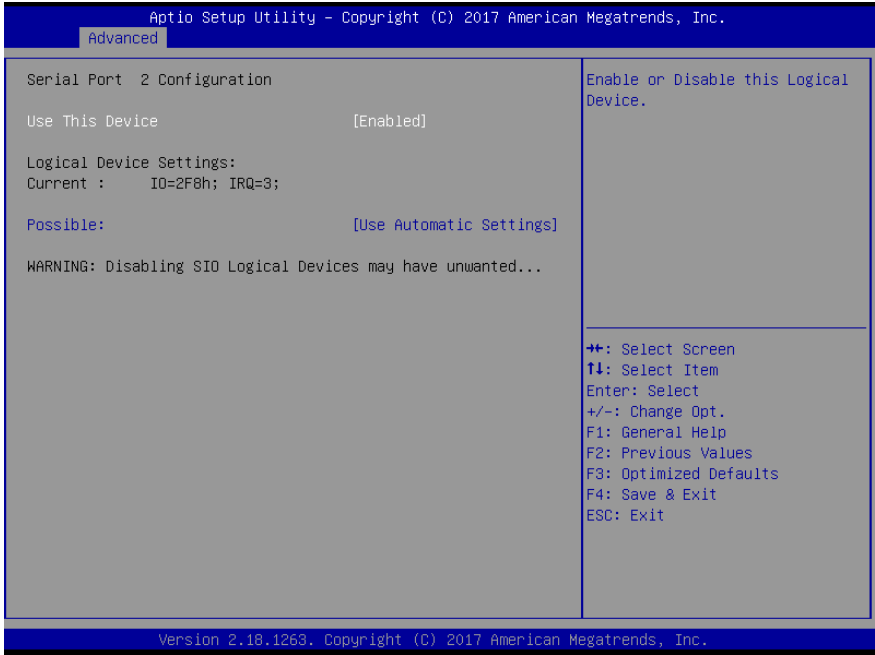 Aptio Setup Utility – Copyright (C) 2017 American Megatrends, Inc.
Advanced
Serial Port  2 Configuration
Use This Device [Enabled]
Logical Device Settings:
Current : IO=2F8h; IRQ=3;
Possible: [Use Automatic Settings]
WARNING: Disabling SIO Logical Devices may have unwanted...
Enable or Disable this Logical
Device.
→←: Select Screen
↑↓: Select Item
Enter: Select
+/-: Change Opt.
F1: General Help
F2: Previous Values
F3: Optimized Defaults
F4: Save & Exit
ESC: Exit
Version 2.18.1263. Copyright (C) 2017 American Megatrends, Inc.